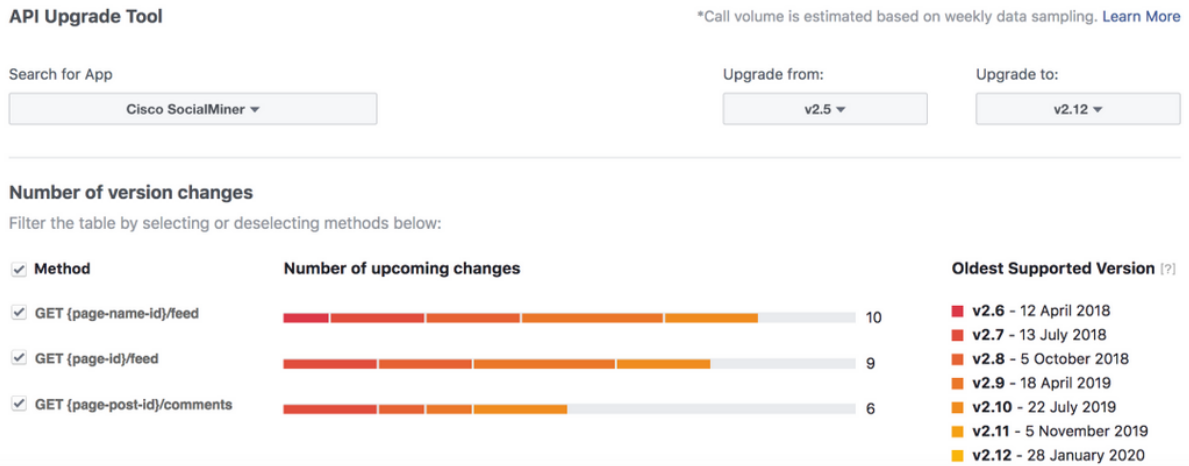 API Upgrade Tool
*Call volume is estimated based on weekly data sampling. Learn More
Search for App
Upgrade from:
Upgrade to:
Cisco SocialMiner
v2.5
v2.12
Number of version changes
Filter the table by selecting or deselecting methods below:
Method
Number of upcoming changes
Oldest Supported Version [?]
GET {page-name-id}/feed
10
GET {page-id}/feed
9
GET {page-post-id}/comments
6
v2.6 - 12 April 2018
v2.7 - 13 July 2018
v2.8 - 5 October 2018
v2.9 - 18 April 2019
v2.10 - 22 July 2019
v2.11 - 5 November 2019
v2.12 - 28 January 2020